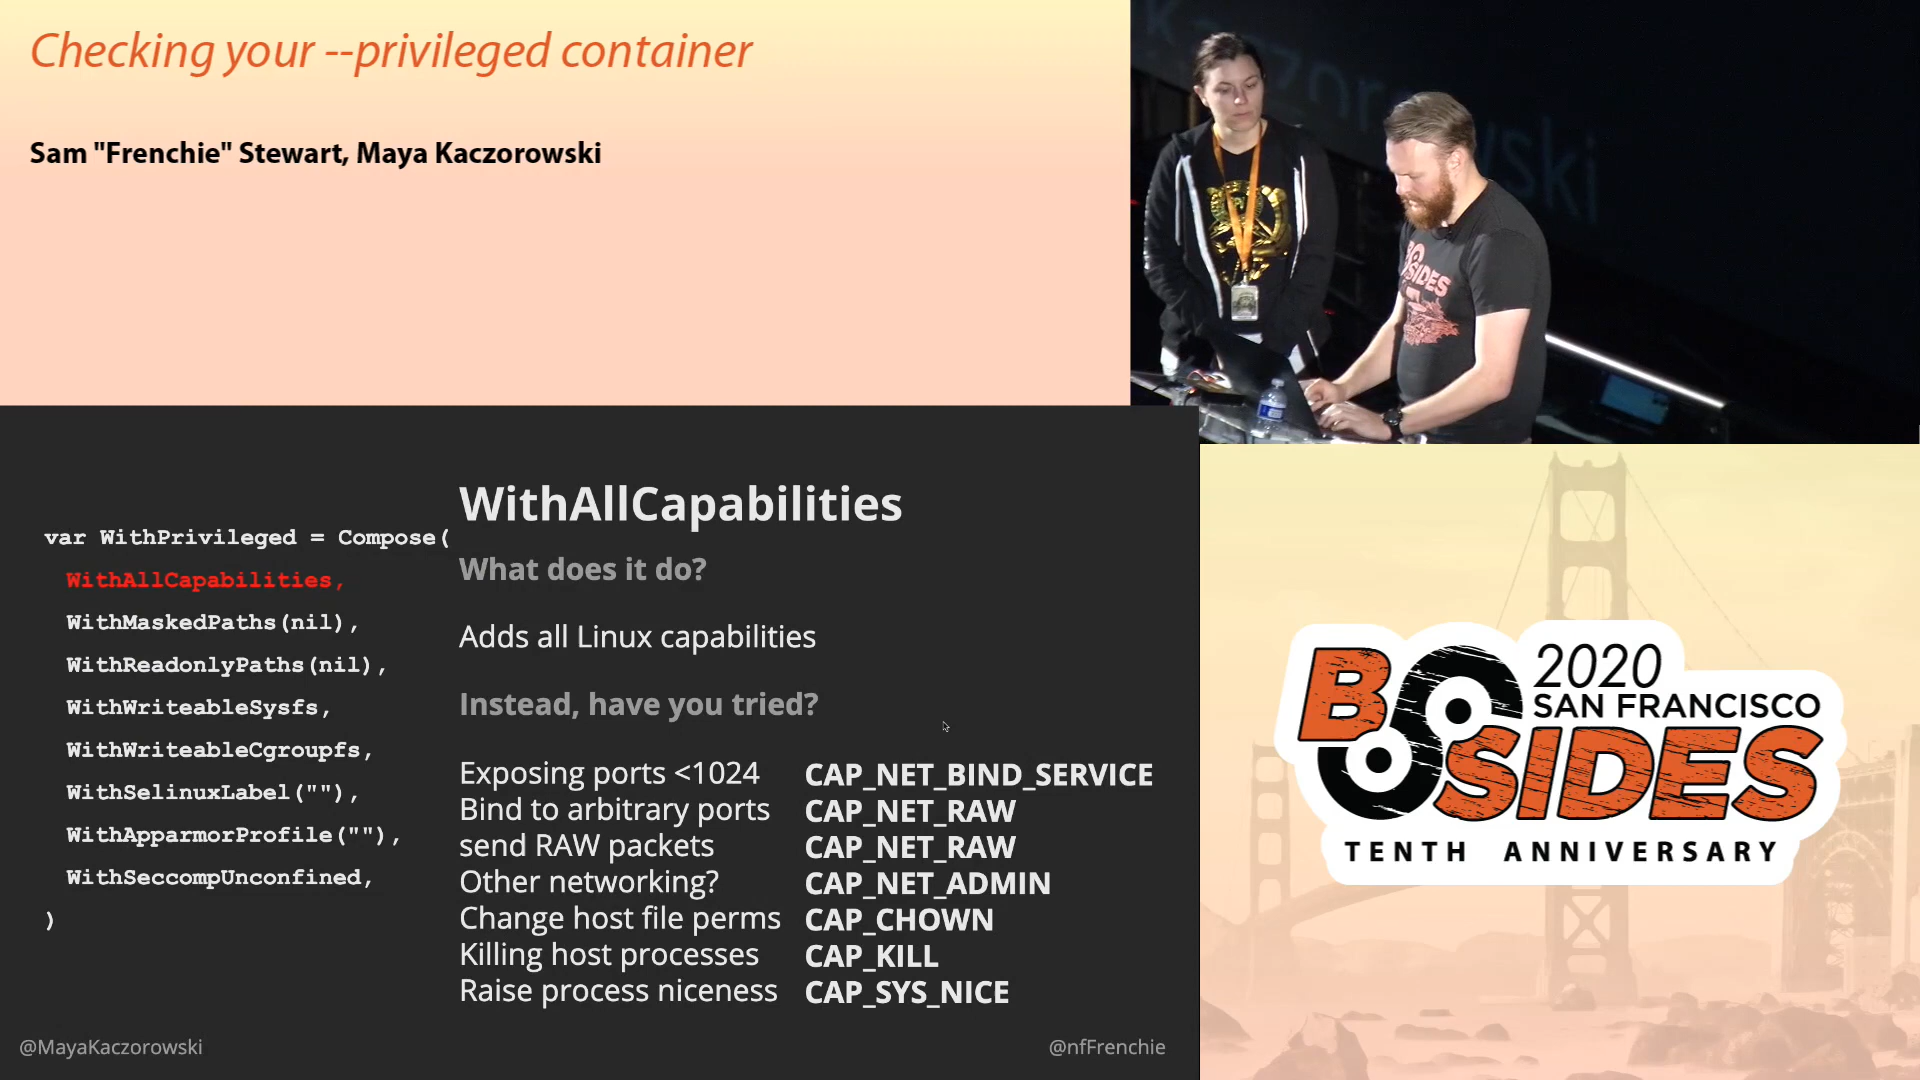 Checking your --privileged container
Sam "Frenchie" Stewart, Maya Kaczorowski
kaczorowski
BSIDES
WithAllCapabilities
var WithPrivileged = Compose(
WithAllCapabilities,
WithMaskedPaths(nil),
WithReadonlyPaths(nil),
WithWriteableSysfs,
WithWriteableCgroupfs,
WithSelinuxLabel(""),
WithApparmorProfile(""),
WithSeccompUnconfined,
)
What does it do?
Adds all Linux capabilities
Instead, have you tried?
Exposing ports <1024 CAP_NET_BIND_SERVICE
Bind to arbitrary ports CAP_NET_RAW
send RAW packets CAP_NET_RAW
Other networking? CAP_NET_ADMIN
Change host file perms CAP_CHOWN
Killing host processes CAP_KILL
Raise process niceness CAP_SYS_NICE
@MayaKaczorowski
@nfFrenchie
2020
SAN FRANCISCO
BSIDES
TENTH ANNIVERSARY